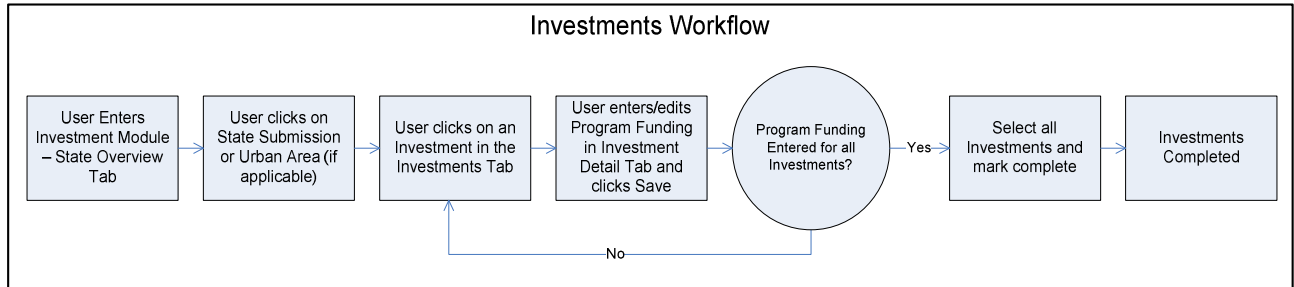 Investments Workflow
User Enters
Investment Module
– State Overview
Tab
User clicks on
State Submission
or Urban Area (if
applicable)
User clicks on an
Investment in the
Investments Tab
User enters/edits
Program Funding
in Investment
Detail Tab and
clicks Save
Program Funding
Entered for all
Investments?
Yes
Select all
Investments and
mark complete
Investments
Completed
No